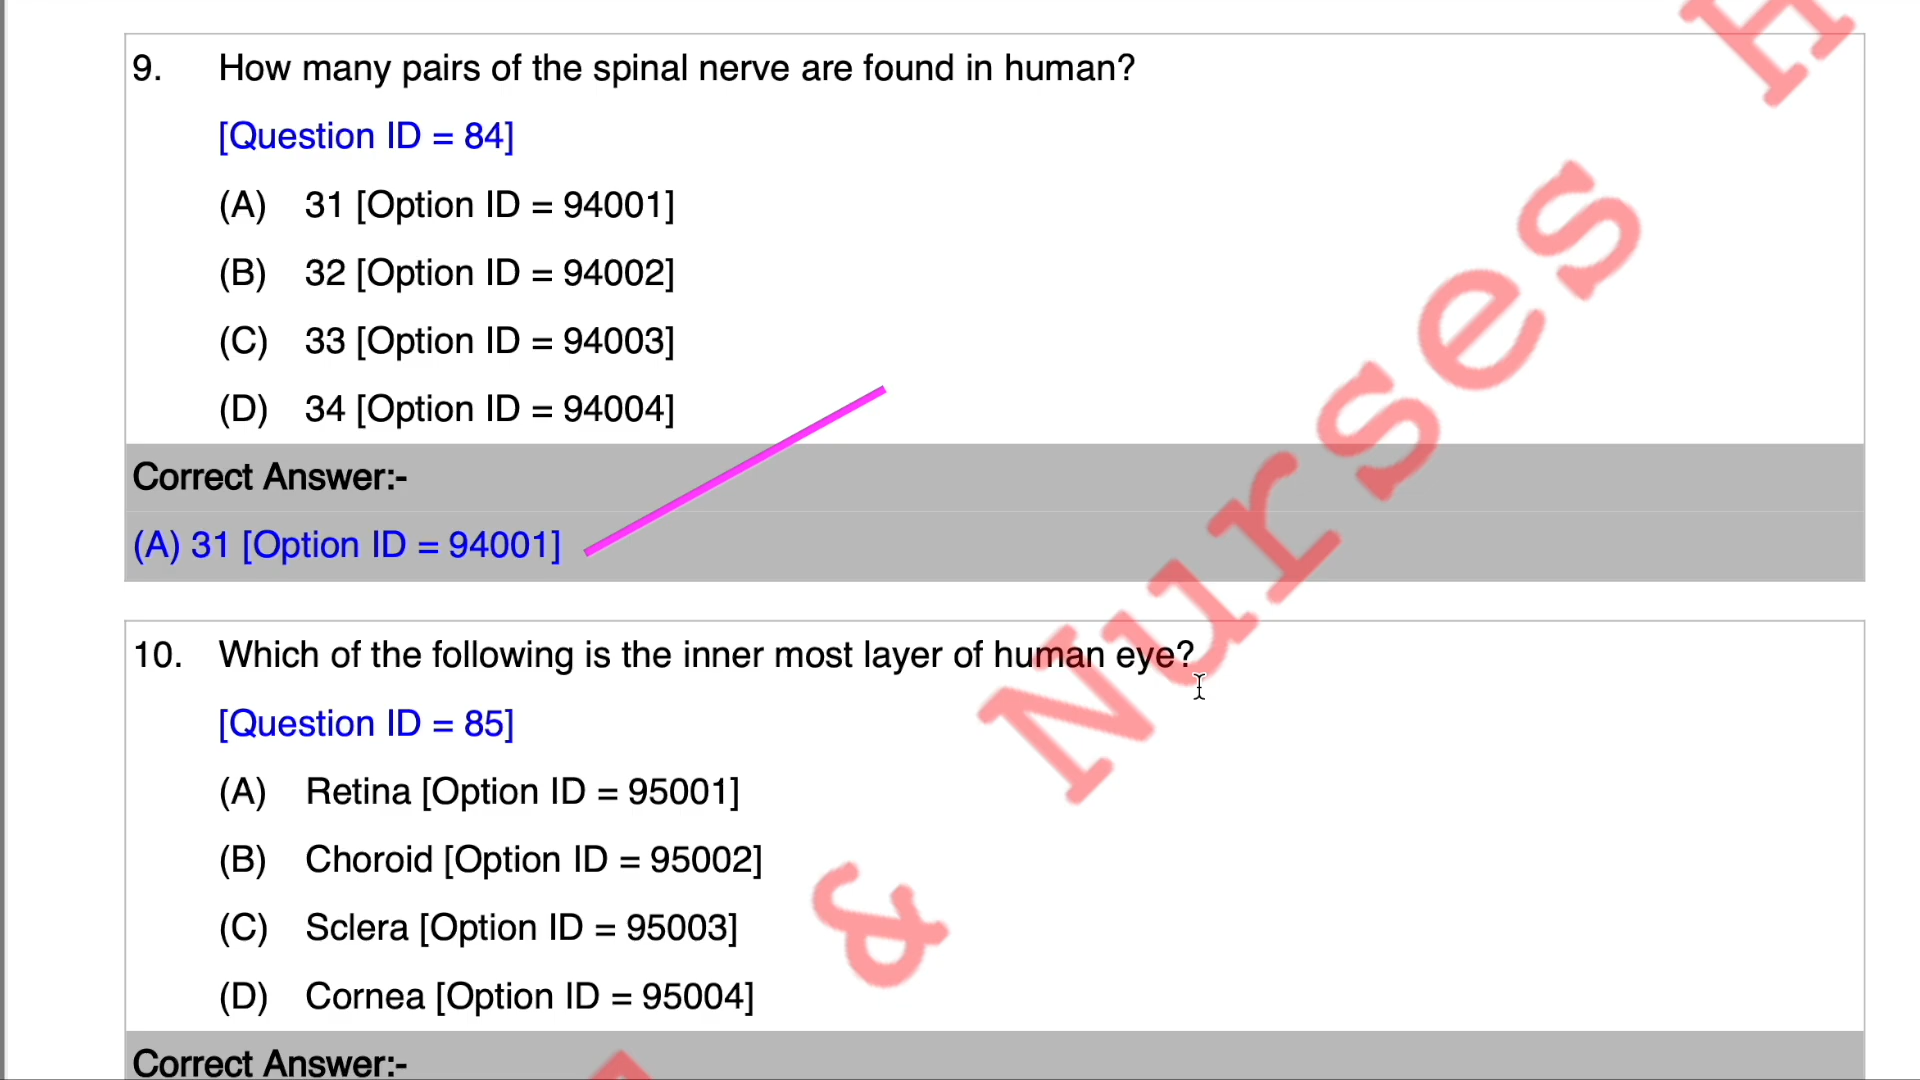 9. How many pairs of the spinal nerve are found in human?
[Question ID = 84]
(A) 31 [Option ID = 94001]
(B) 32 [Option ID = 94002]
(C) 33 [Option ID = 94003]
(D) 34 [Option ID = 94004]
Correct Answer:-
(A) 31 [Option ID = 94001]
10. Which of the following is the inner most layer of human eye?
[Question ID = 85]
(A) Retina [Option ID = 95001]
(B) Choroid [Option ID = 95002]
(C) Sclera [Option ID = 95003]
(D) Cornea [Option ID = 95004]
Correct Answer:-
& Nurses